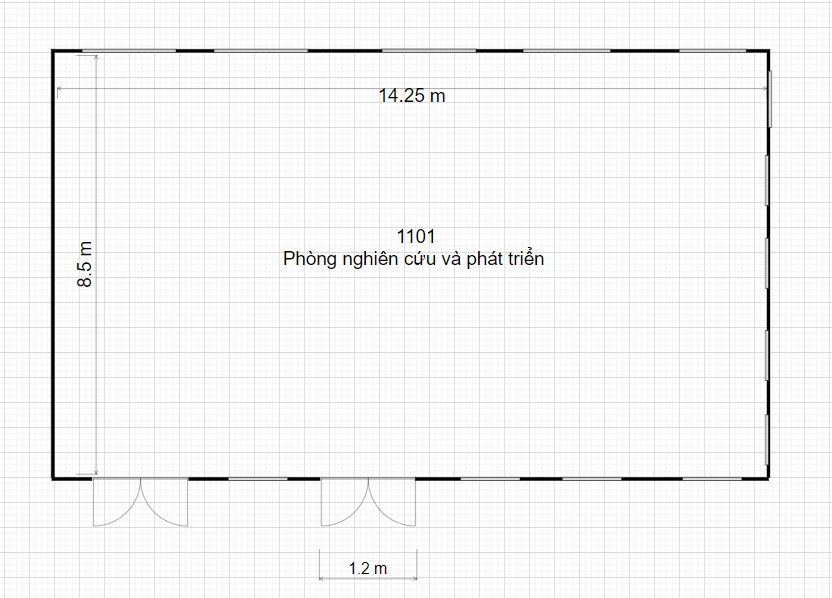 14.25 m
8.5 m
1101
Phòng nghiên cứu và phát triển
1.2 m